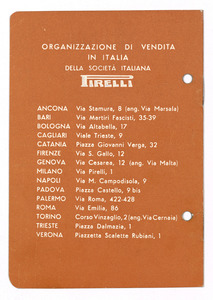 ORGANIZZAZIONE DI VENDITA
IN ITALIA
DELLA SOCIETÀ ITALIANA
PIRELLI
ANCONA Via Stamura, 8 (ang. Via Marsala)
BARI Via Martiri Fascisti, 35-39
BOLOGNA Via Altabella, 17
CAGLIARI Viale Trieste, 9
CATANIA Piazza Giovanni Verga, 32
FIRENZE Via S. Gallo, 12
GENOVA Via Cesarea, 12 (ang. Via Malta)
MILANO Via Pirelli, 1
NAPOLI Via M. Campodisola, 9
PADOVA Piazza Castello, 9 bis
PALERMO Via Roma, 422-428
ROMA Via Emilia, 86
TORINO Corso Vinzaglio, 2 (ang. Via Cernaia)
TRIESTE Piazza Dalmazia, 1
VERONA Piazzetta Scalette Rubiani, 1